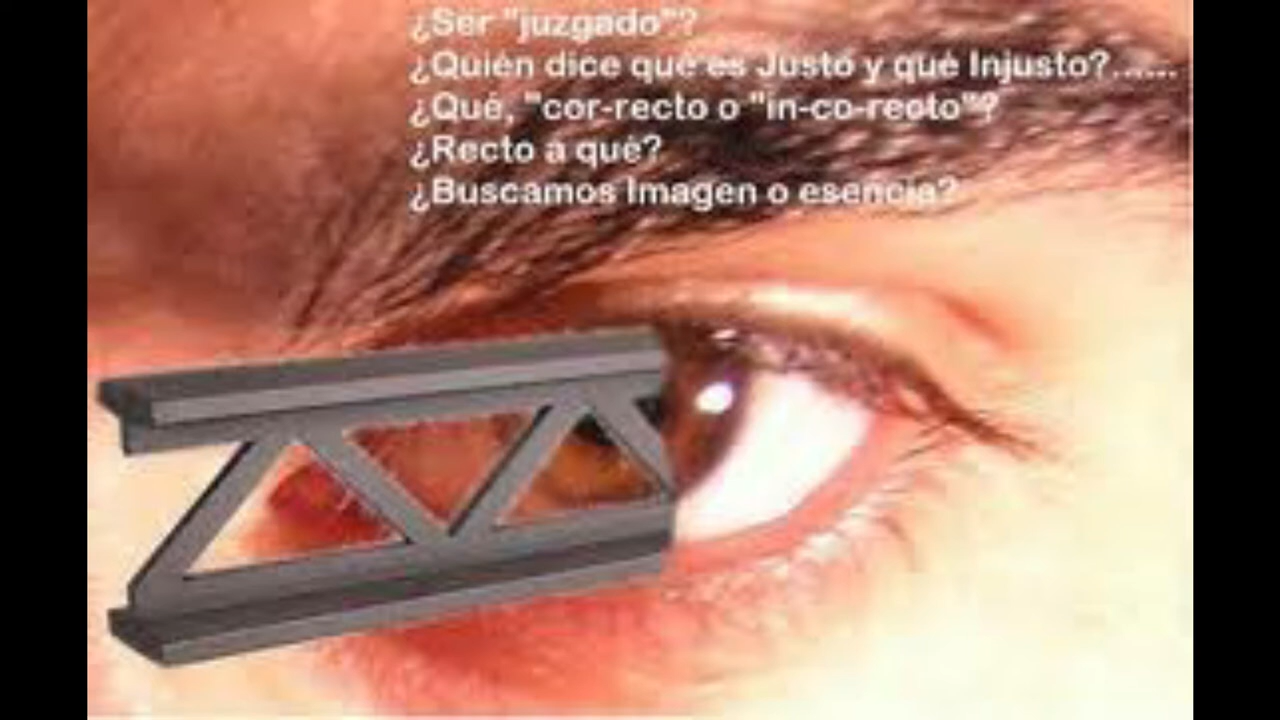 ¿Ser "juzgado"?
¿Quién dice qué es Justo y qué Injusto?......
¿Qué, "cor-recto o "in-co-recto"?
¿Recto a qué?
¿Buscamos Imagen o esencia?